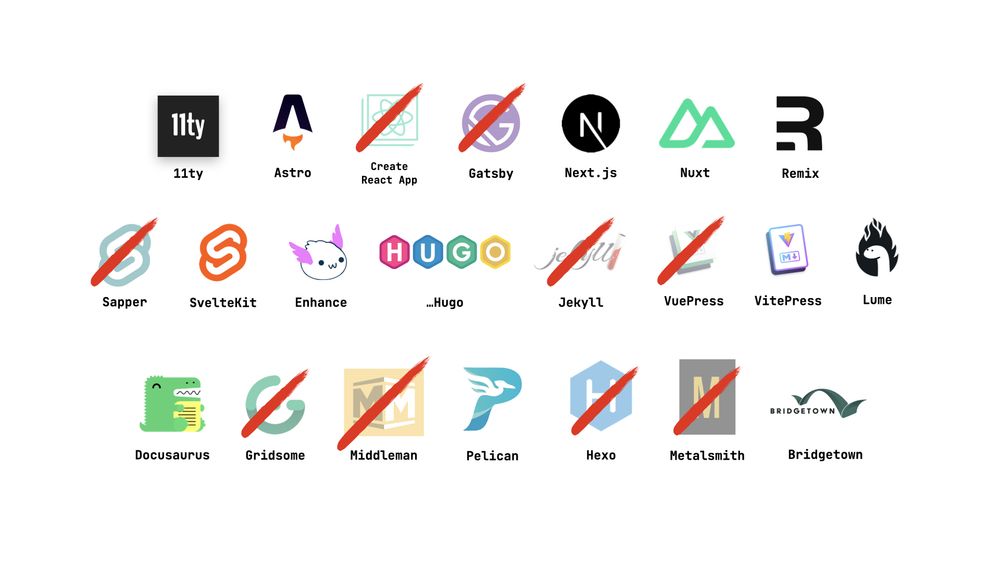 11ty
N
11ty
Astro
Create
React App
Gatsby
Next.js
Nuxt
Remix
HUGO
jekyll
Sapper
SvelteKit
Enhance
…Hugo
Jekyll
VuePress
VitePress
Lume
M
MM
H
M
BRIDGETOWN
Docusaurus
Gridsome
Middleman
Pelican
Hexo
Metalsmith
Bridgetown